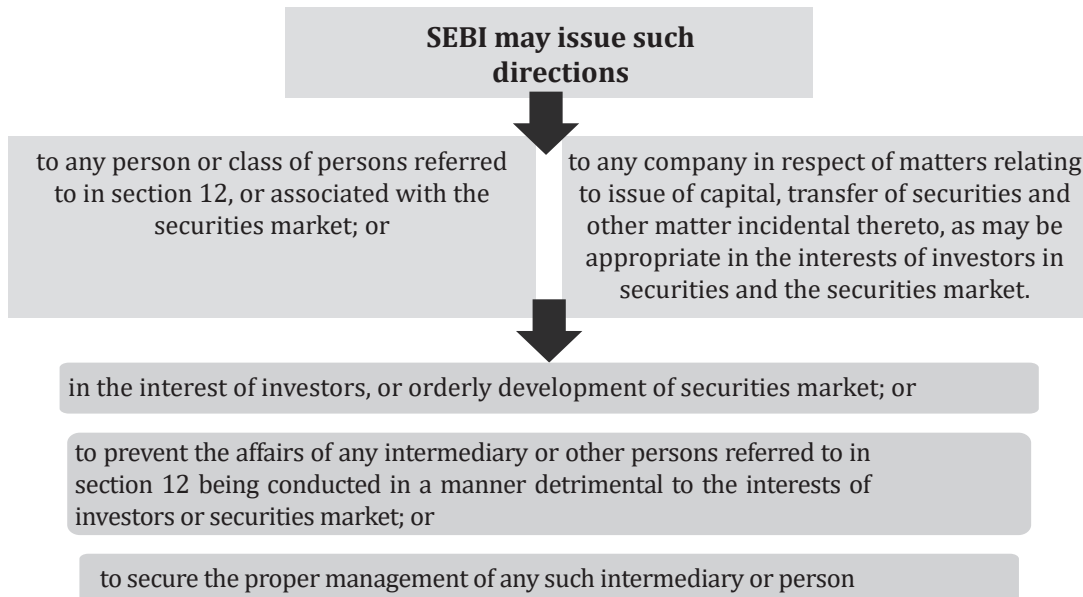 SEBI may issue such
directions
to any person or class of persons referred
to in section 12, or associated with the
securities market; or
to any company in respect of matters relating
to issue of capital, transfer of securities and
other matter incidental thereto, as may be
appropriate in the interests of investors in
securities and the securities market.
in the interest of investors, or orderly development of securities market; or
to prevent the affairs of any intermediary or other persons referred to in
section 12 being conducted in a manner detrimental to the interests of
investors or securities market; or
to secure the proper management of any such intermediary or person